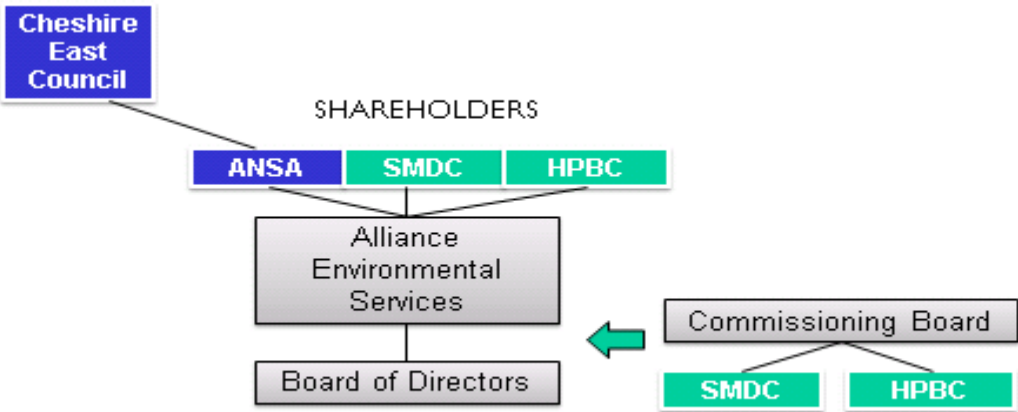 Cheshire
East
Council
SHAREHOLDERS
ANSA SMDC HPBC
Alliance
Environmental
Services
Commissioning Board
Board of Directors
SMDC HPBC